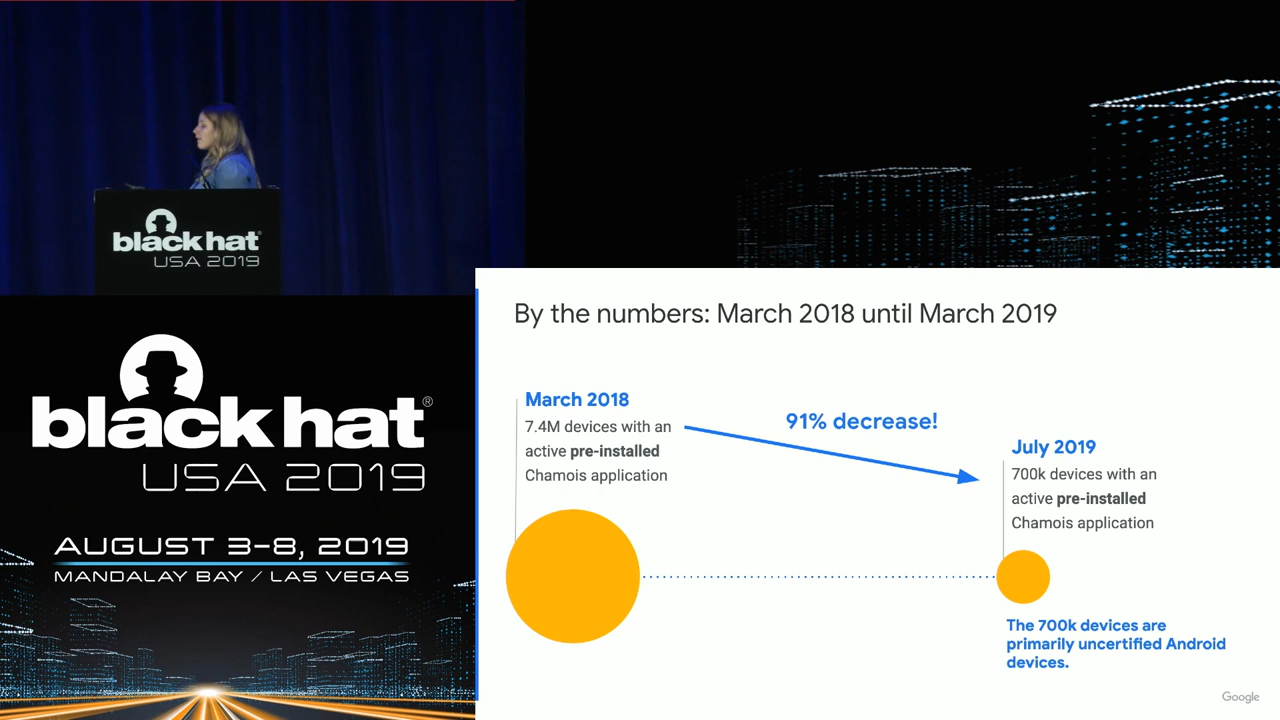 black hat
USA 2019
black hat®
USA 2019
AUGUST 3-8, 2019
MANDALAY BAY / LAS VEGAS
By the numbers: March 2018 until March 2019
March 2018
7.4M devices with an
active pre-installed
Chamois application
91% decrease!
July 2019
700k devices with an
active pre-installed
Chamois application
The 700k devices are
primarily uncertified Android
devices.
Google